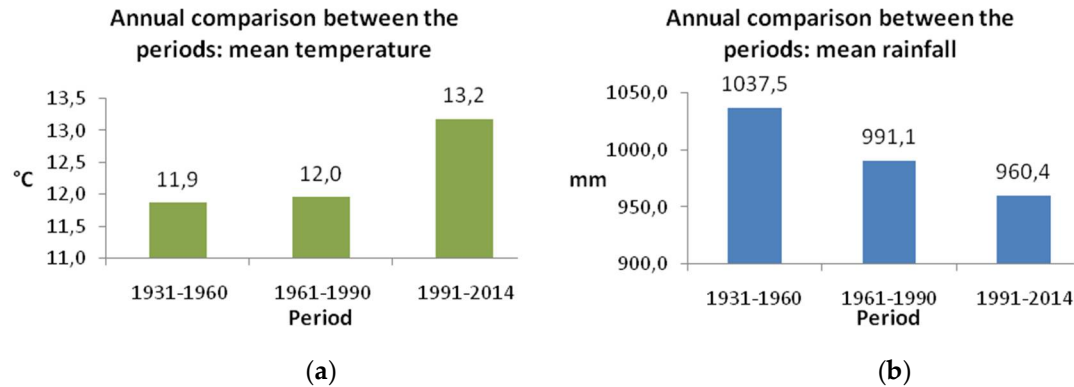 Annual comparison between the
periods: mean temperature
13,5
13,0
12,5
12,0
11,5
11,0
°C
11,9
12,0
13,2
1931-1960
1961-1990
1991-2014
Period
(a)
Annual comparison between the
periods: mean rainfall
1050,0
1000,0
950,0
900,0
mm
1037,5
991,1
960,4
1931-1960
1961-1990
1991-2014
Period
(b)